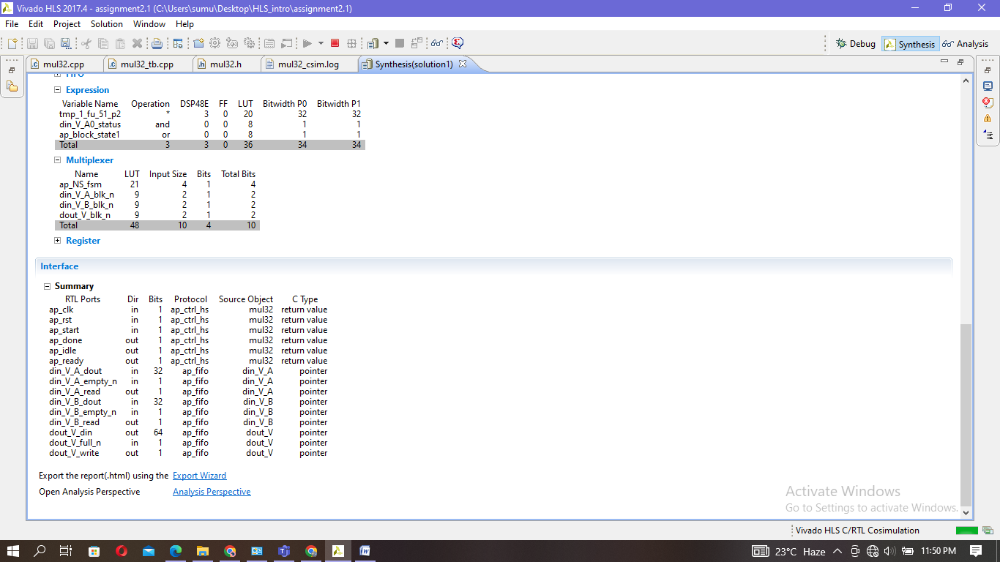 Vivado HLS 2017.4 - assignment2.1 (C:\Users\sumu\Desktop\HLS_intro\assignment2.1)
File Edit Project Solution Window Help
Debug Synthesis Analysis
mul32.cpp mul32_tb.cpp mul32.h mul32_csim.log Synthesis(solution1)
FIFO
Expression
Variable Name Operation DSP48E FF LUT Bitwidth P0 Bitwidth P1
tmp_1_fu_51_p2 * 3 0 20 32 32
din_V_A0_status and 0 0 8 1 1
ap_block_state1 or 0 0 8 1 1
Total 3 3 0 36 34 34
Multiplexer
Name LUT Input Size Bits Total Bits
ap_NS_fsm 21 4 1 4
din_V_A_blk_n 9 2 1 2
din_V_B_blk_n 9 2 1 2
dout_V_blk_n 9 2 1 2
Total 48 10 4 10
Register
Interface
Summary
RTL Ports Dir Bits Protocol Source Object C Type
ap_clk in 1 ap_ctrl_hs mul32 return value
ap_rst in 1 ap_ctrl_hs mul32 return value
ap_start in 1 ap_ctrl_hs mul32 return value
ap_done out 1 ap_ctrl_hs mul32 return value
ap_idle out 1 ap_ctrl_hs mul32 return value
ap_ready out 1 ap_ctrl_hs mul32 return value
din_V_A_dout in 32 ap_fifo din_V_A pointer
din_V_A_empty_n in 1 ap_fifo din_V_A pointer
din_V_A_read out 1 ap_fifo din_V_A pointer
din_V_B_dout in 32 ap_fifo din_V_B pointer
din_V_B_empty_n in 1 ap_fifo din_V_B pointer
din_V_B_read out 1 ap_fifo din_V_B pointer
dout_V_din out 64 ap_fifo dout_V pointer
dout_V_full_n in 1 ap_fifo dout_V pointer
dout_V_write out 1 ap_fifo dout_V pointer
Export the report(.html) using the Export Wizard
Open Analysis Perspective Analysis Perspective
Activate Windows
Go to Settings to activate Windows.
Vivado HLS C/RTL Cosimulation
23°C Haze 11:50 PM